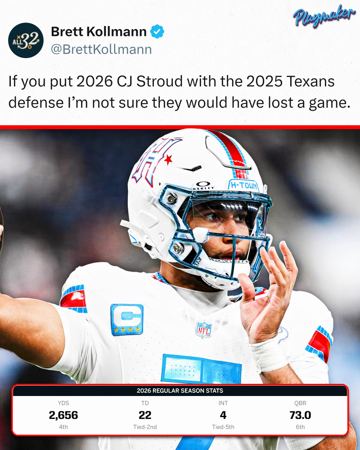 Playmaker
ALL 32
Brett Kollmann
@BrettKollmann
If you put 2026 CJ Stroud with the 2025 Texans
defense I’m not sure they would have lost a game.
H-TOWN
C
NFL
2026 REGULAR SEASON STATS
YDS TD INT QBR
2,656 22 4 73.0
4th Tied-2nd Tied-5th 6th